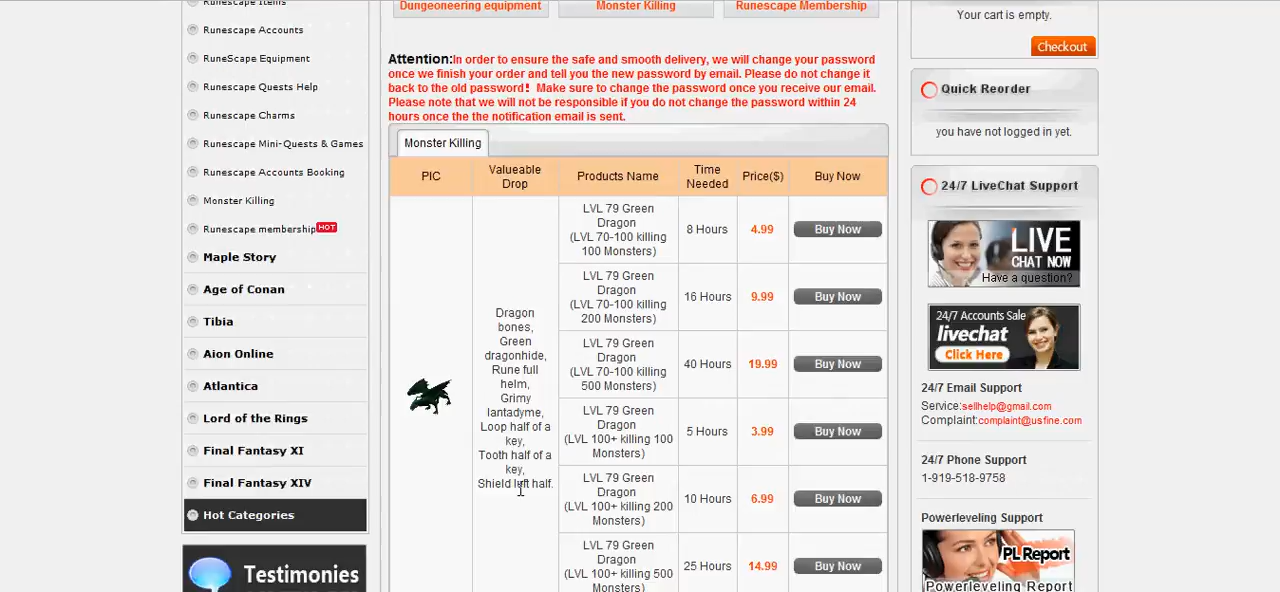 Runescape Items
Runescape Accounts
RuneScape Equipment
Runescape Quests Help
Runescape Charms
Runescape Mini-Quests & Games
Runescape Accounts Booking
Monster Killing
Runescape membership HOT
Maple Story
Age of Conan
Tibia
Aion Online
Atlantica
Lord of the Rings
Final Fantasy XI
Final Fantasy XIV
Hot Categories
Testimonies
Dungeoneering equipment
Monster Killing
Runescape Membership
Attention:In order to ensure the safe and smooth delivery, we will change your password
once we finish your order and tell you the new password by email. Please do not change it
back to the old password! Make sure to change the password once you receive our email.
Please note that we will not be responsible if you do not change the password within 24
hours once the the notification email is sent.
Monster Killing
PIC
Valueable
Drop
Products Name
Time
Needed
Price($)
Buy Now
Dragon
bones,
Green
dragonhide,
Rune full
helm,
Grimy
lantadyme,
Loop half of a
key,
Tooth half of a
key,
Shield left half.
LVL 79 Green
Dragon
(LVL 70-100 killing
100 Monsters)
8 Hours
4.99
Buy Now
LVL 79 Green
Dragon
(LVL 70-100 killing
200 Monsters)
16 Hours
9.99
Buy Now
LVL 79 Green
Dragon
(LVL 70-100 killing
500 Monsters)
40 Hours
19.99
Buy Now
LVL 79 Green
Dragon
(LVL 100+ killing 100
Monsters)
5 Hours
3.99
Buy Now
LVL 79 Green
Dragon
(LVL 100+ killing 200
Monsters)
10 Hours
6.99
Buy Now
LVL 79 Green
Dragon
(LVL 100+ killing 500
Monsters)
25 Hours
14.99
Buy Now
Your cart is empty.
Checkout
Quick Reorder
you have not logged in yet.
24/7 LiveChat Support
LIVE
CHAT NOW
Have a question?
24/7 Accounts Sale
livechat
Click Here
24/7 Email Support
Service:sellhelp@gmail.com
Complaint:complaint@usfine.com
24/7 Phone Support
1-919-518-9758
Powerleveling Support
PL Report
Powerleveling Report